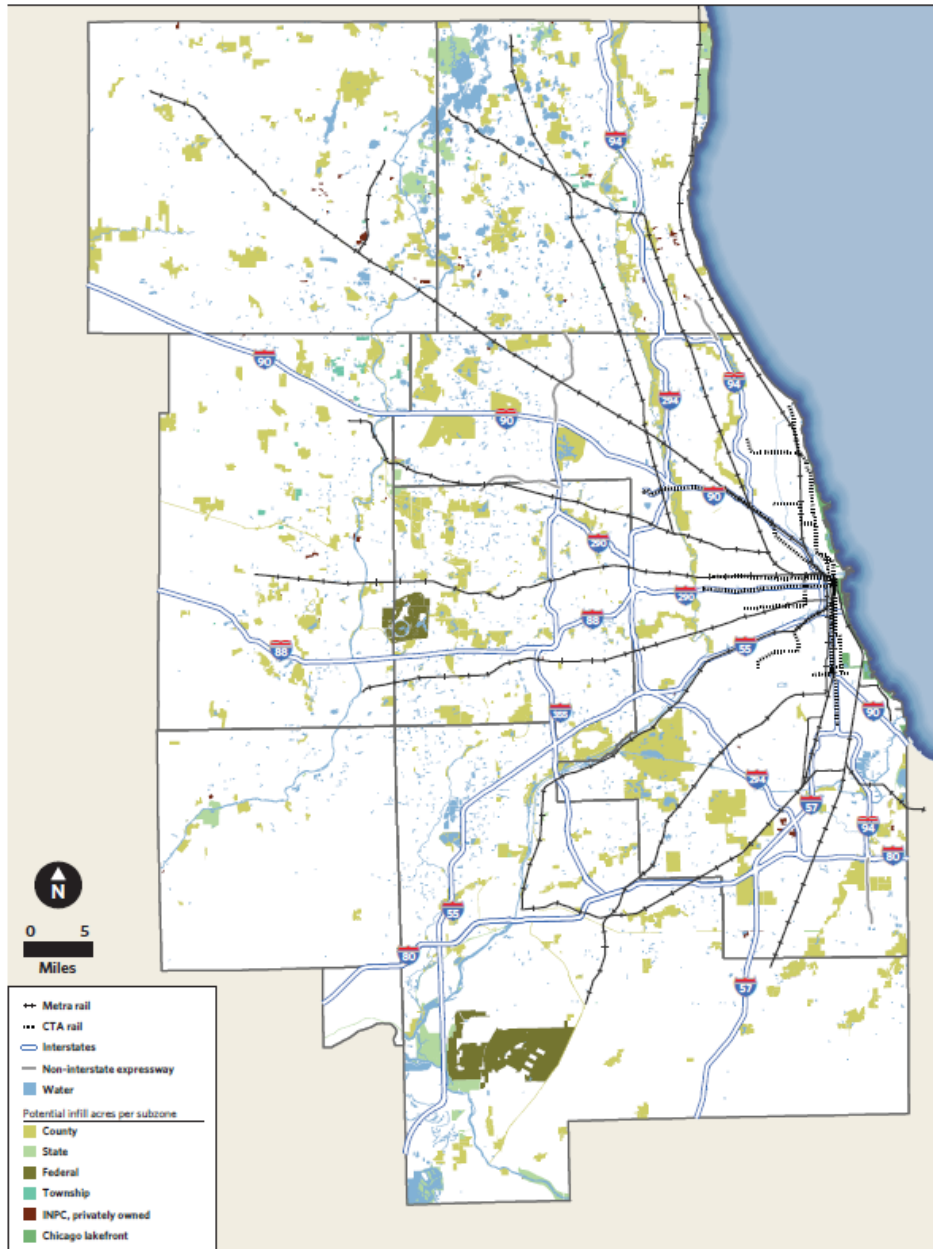 94
90
94
294
90
90
290
290
88
88
55
90
355
294
57
94
80
55
80
57
N
0 5
Miles
Metra rail
CTA rail
Interstates
Non-interstate expressway
Water
Potential infill acres per subzone
County
State
Federal
Township
INPC, privately owned
Chicago lakefront